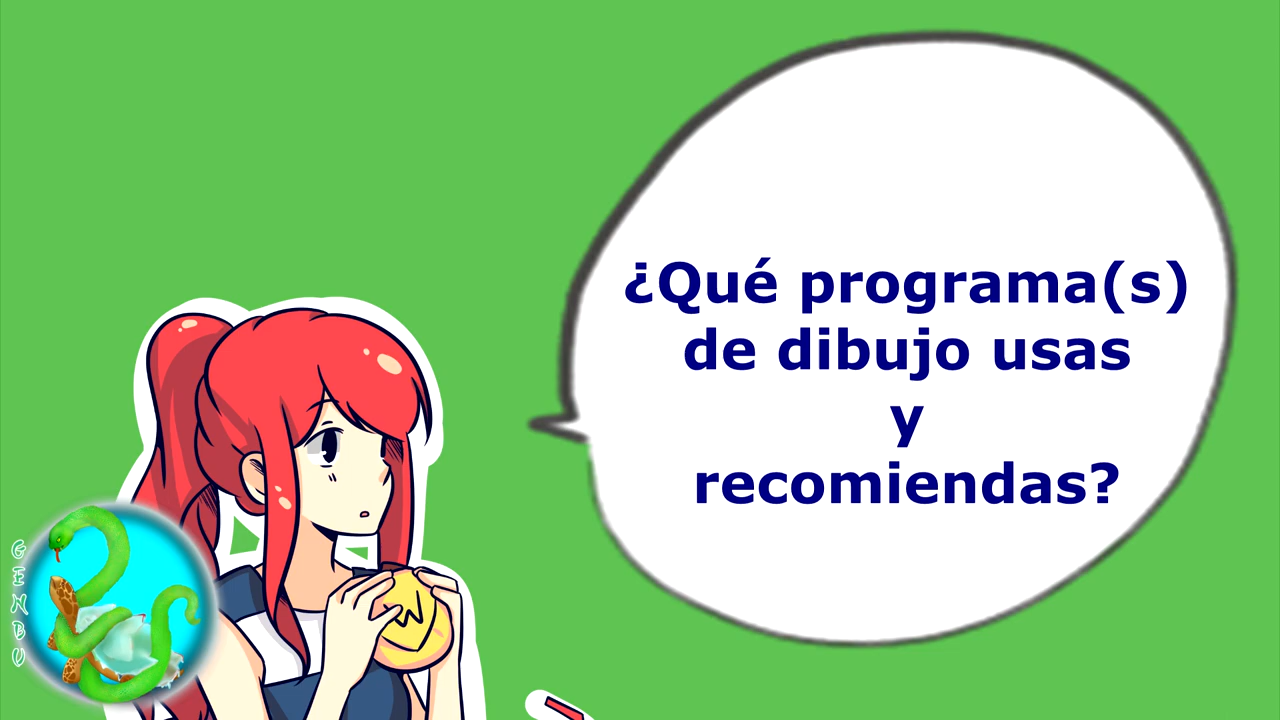 ¿Qué programa(s)
de dibujo usas
y
recomiendas?
GENBU